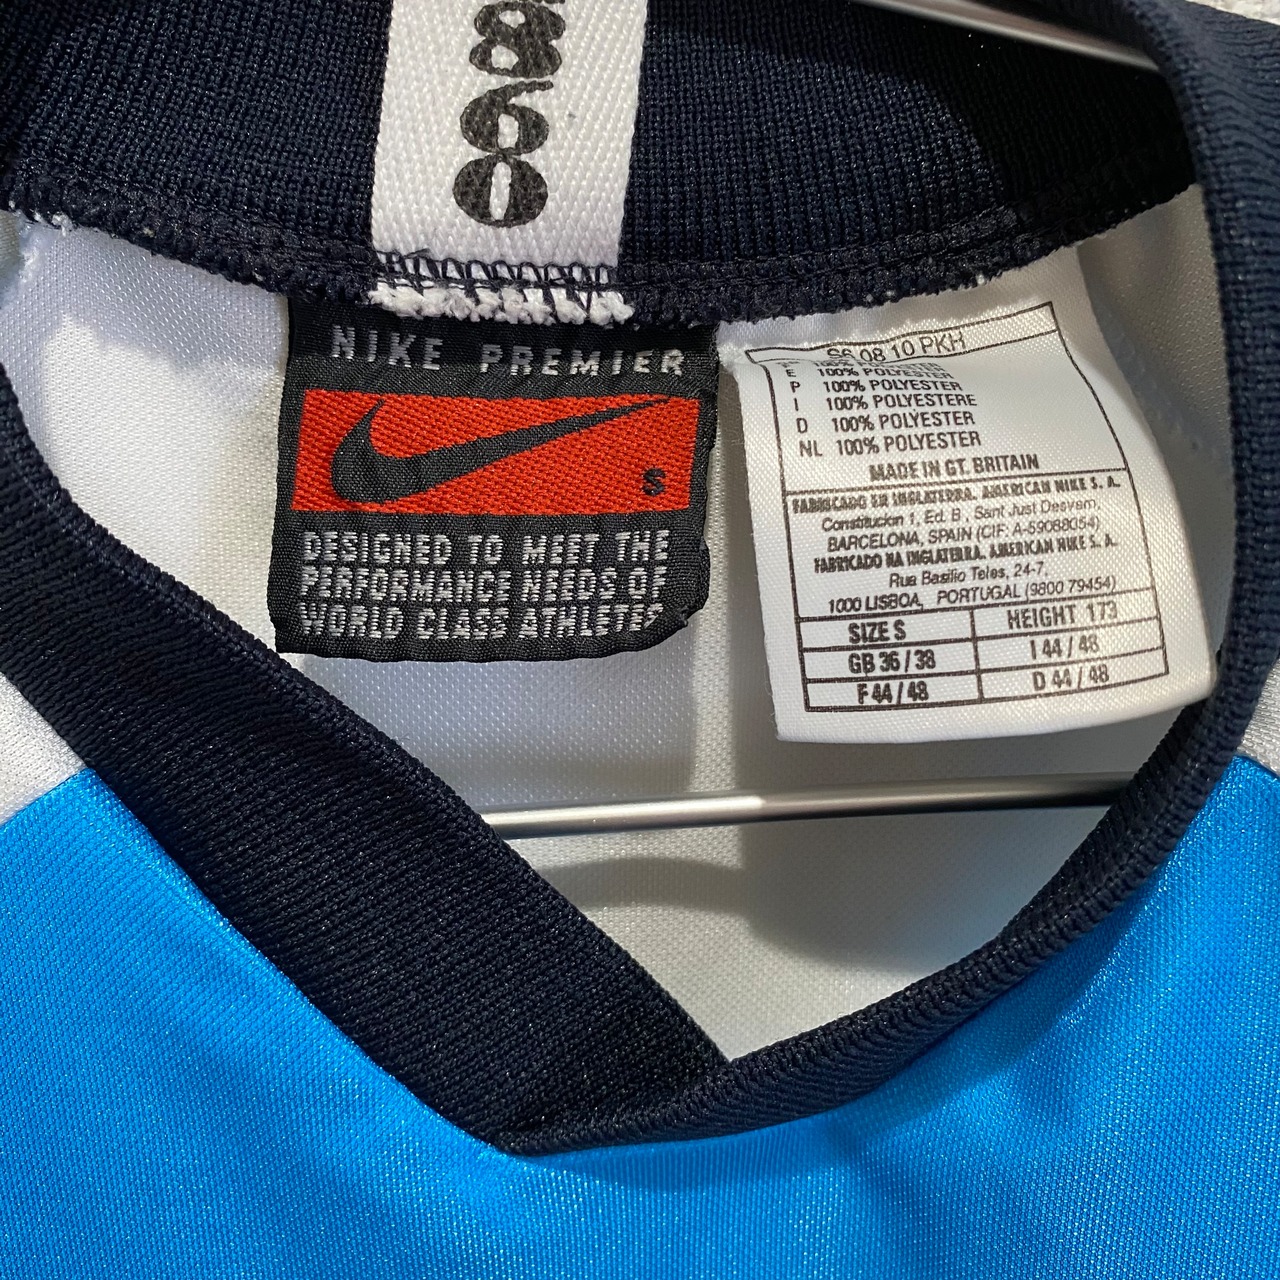 860
NIKE PREMIER
S
DESIGNED TO MEET THE
PERFORMANCE NEEDS OF
WORLD CLASS ATHLETES
S6 08 10 PKH
E 100% POLYESTER
P 100% POLYESTER
I 100% POLYESTERE
D 100% POLYESTER
NL 100% POLYESTER
MADE IN GT. BRITAIN
FABRICADO EN INGLATERRA. AMERICAN NIKE S. A.
Constitucion 1, Ed. B, Sant Just Desvern,
BARCELONA, SPAIN (CIF: A-59088054)
FABRICADO NA INGLATERRA. AMERICAN NIKE S. A.
Rua Basilio Teles, 24-7,
1000 LISBOA, PORTUGAL (9800 79454)
SIZE S HEIGHT 173
GB 36 / 38 I 44 / 48
F 44 / 48 D 44 / 48